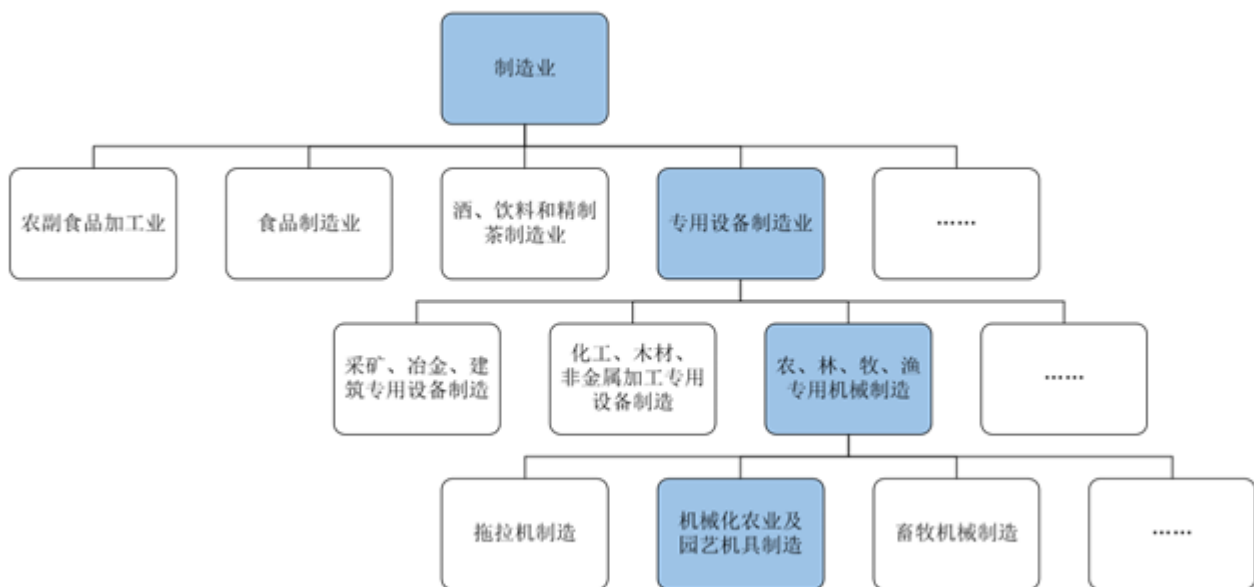 制造业
农副食品加工业
食品制造业
酒、饮料和精制
茶制造业
专用设备制造业
……
采矿、冶金、建
筑专用设备制造
化工、木材、
非金属加工专用
设备制造
农、林、牧、渔
专用机械制造
……
拖拉机制造
机械化农业及
园艺机具制造
畜牧机械制造
……